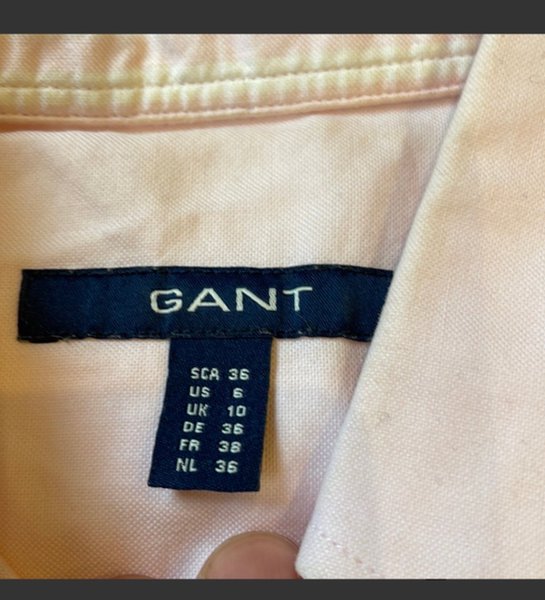 GANT
SCA 36
US 6
UK 10
DE 36
FR 38
NL 36